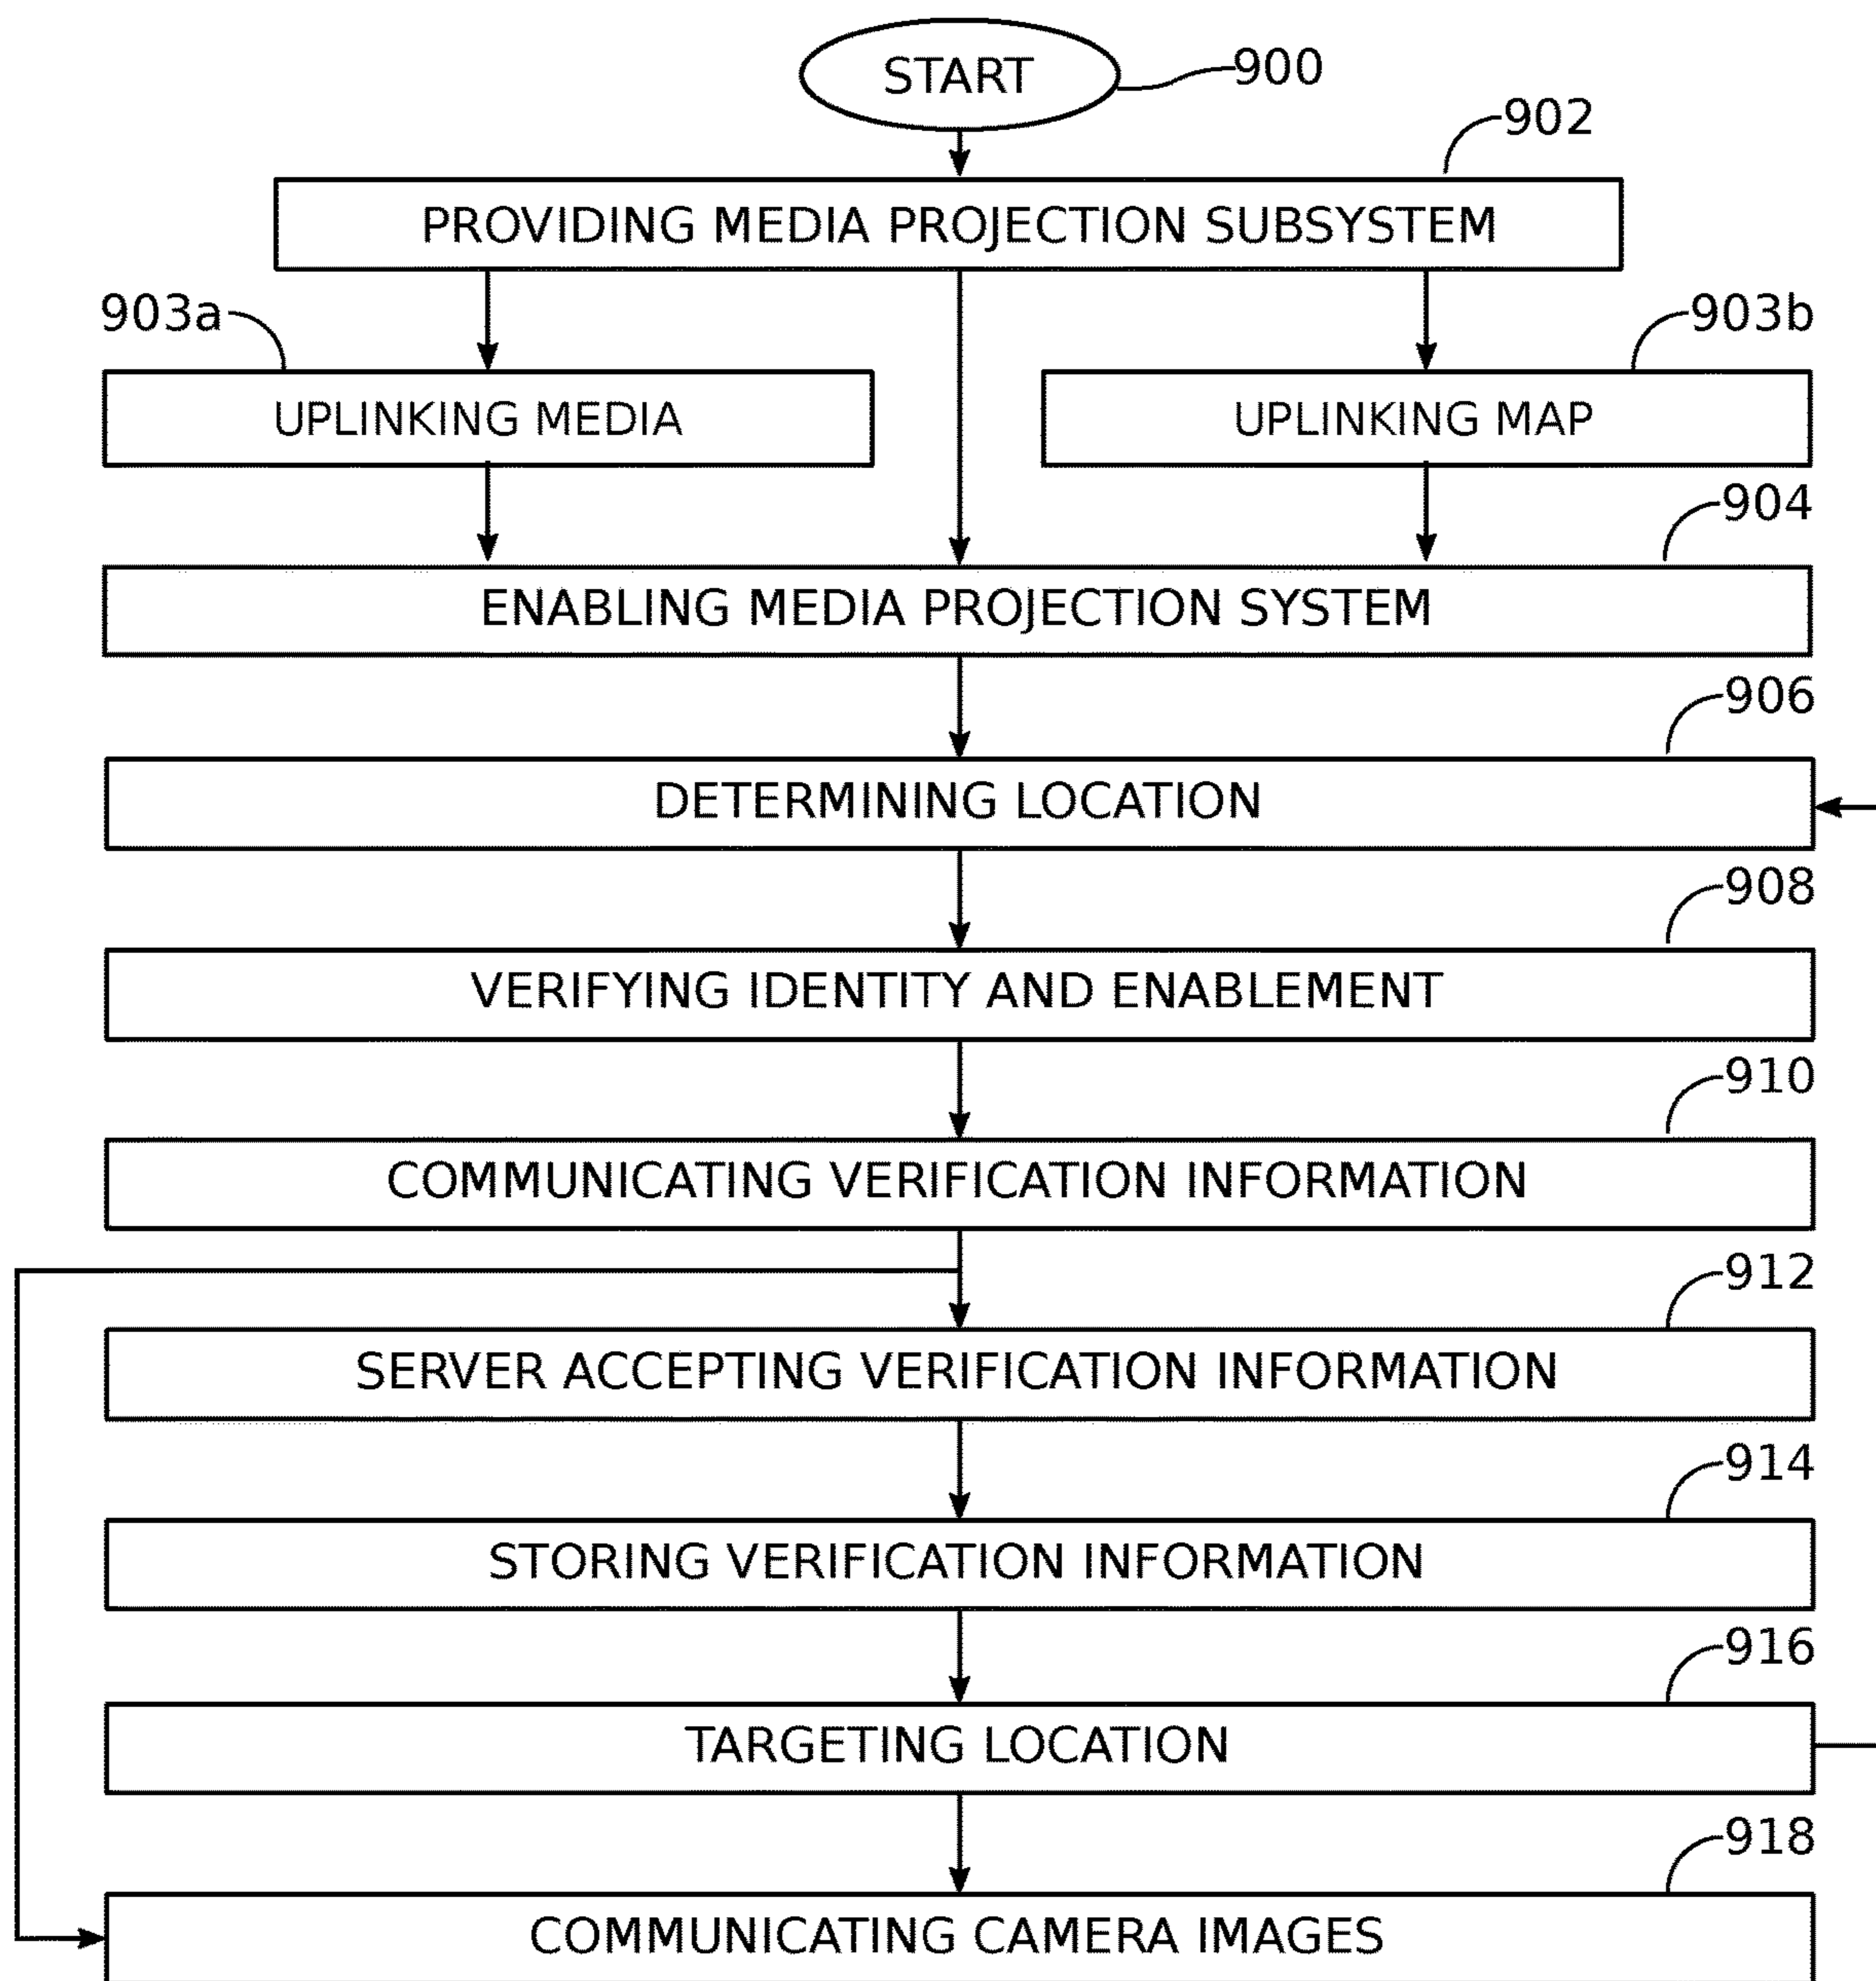 START
900
902
PROVIDING MEDIA PROJECTION SUBSYSTEM
903a
903b
UPLINKING MEDIA
UPLINKING MAP
904
ENABLING MEDIA PROJECTION SYSTEM
906
DETERMINING LOCATION
908
VERIFYING IDENTITY AND ENABLEMENT
910
COMMUNICATING VERIFICATION INFORMATION
912
SERVER ACCEPTING VERIFICATION INFORMATION
914
STORING VERIFICATION INFORMATION
916
TARGETING LOCATION
918
COMMUNICATING CAMERA IMAGES